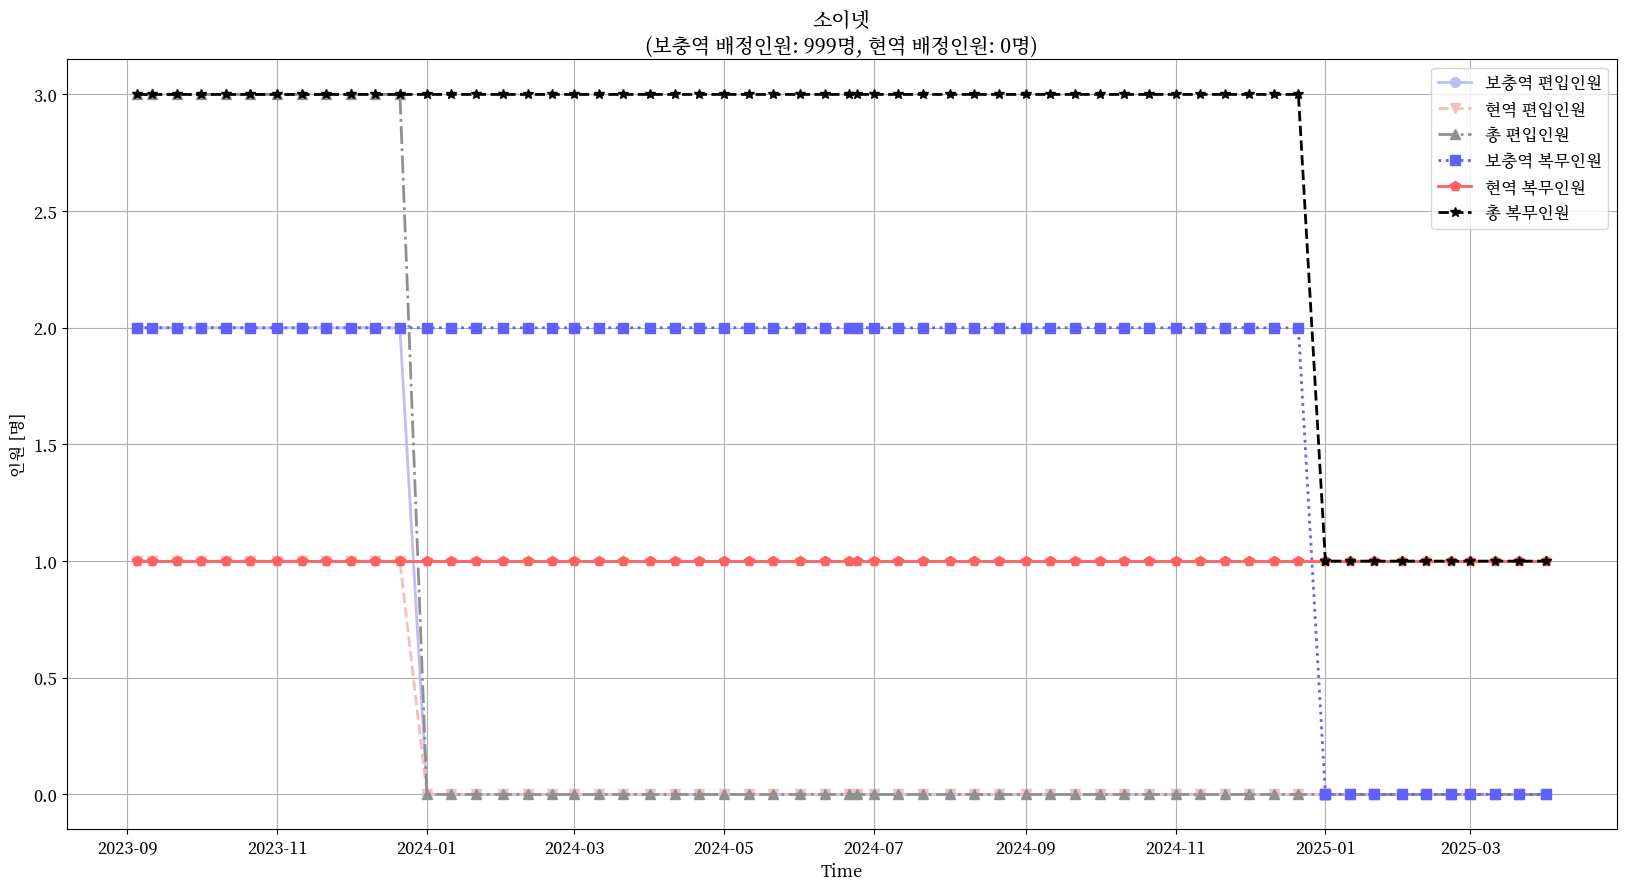 소이넷
(보충역 배정인원: 999명, 현역 배정인원: 0명)
보충역 편입인원
현역 편입인원
총 편입인원
보충역 복무인원
현역 복무인원
총 복무인원
인원 [명]
3.0
2.5
2.0
1.5
1.0
0.5
0.0
2023-09
2023-11
2024-01
2024-03
2024-05
2024-07
2024-09
2024-11
2025-01
2025-03
Time